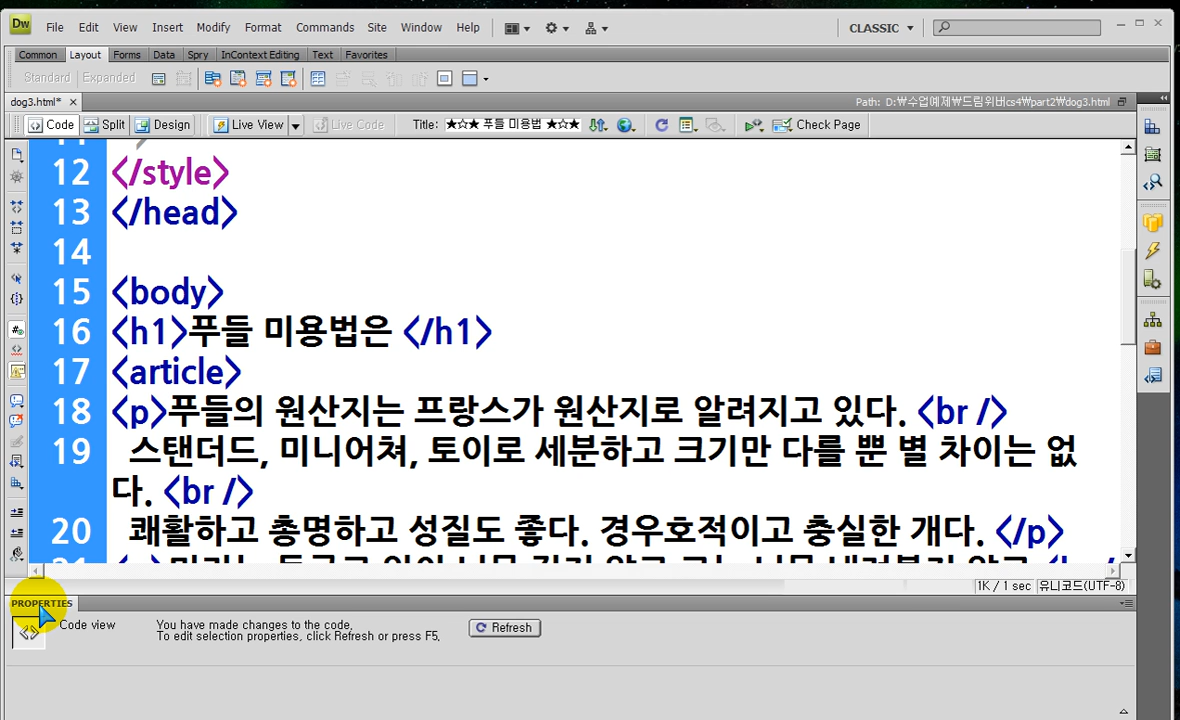 Dw File Edit View Insert Modify Format Commands Site Window Help CLASSIC
Common Layout Forms Data Spry InContext Editing Text Favorites
Standard Expanded
dog3.html* Path: D:₩수업예제₩드림위버cs4₩part2₩dog3.html
Code Split Design Live View Live Code Title: ★☆★ 푸들 미용법 ★☆★ Check Page
12 </style>
13 </head>
14
15 <body>
16 <h1>푸들 미용법은 </h1>
17 <article>
18 <p>푸들의 원산지는 프랑스가 원산지로 알려지고 있다. <br />
19 스탠더드, 미니어쳐, 토이로 세분하고 크기만 다를 뿐 별 차이는 없
다. <br />
20 쾌활하고 총명하고 성질도 좋다. 경우호적이고 충실한 개다. </p>
1K / 1 sec 유니코드(UTF-8)
PROPERTIES
Code view You have made changes to the code. Refresh
To edit selection properties, click Refresh or press F5.